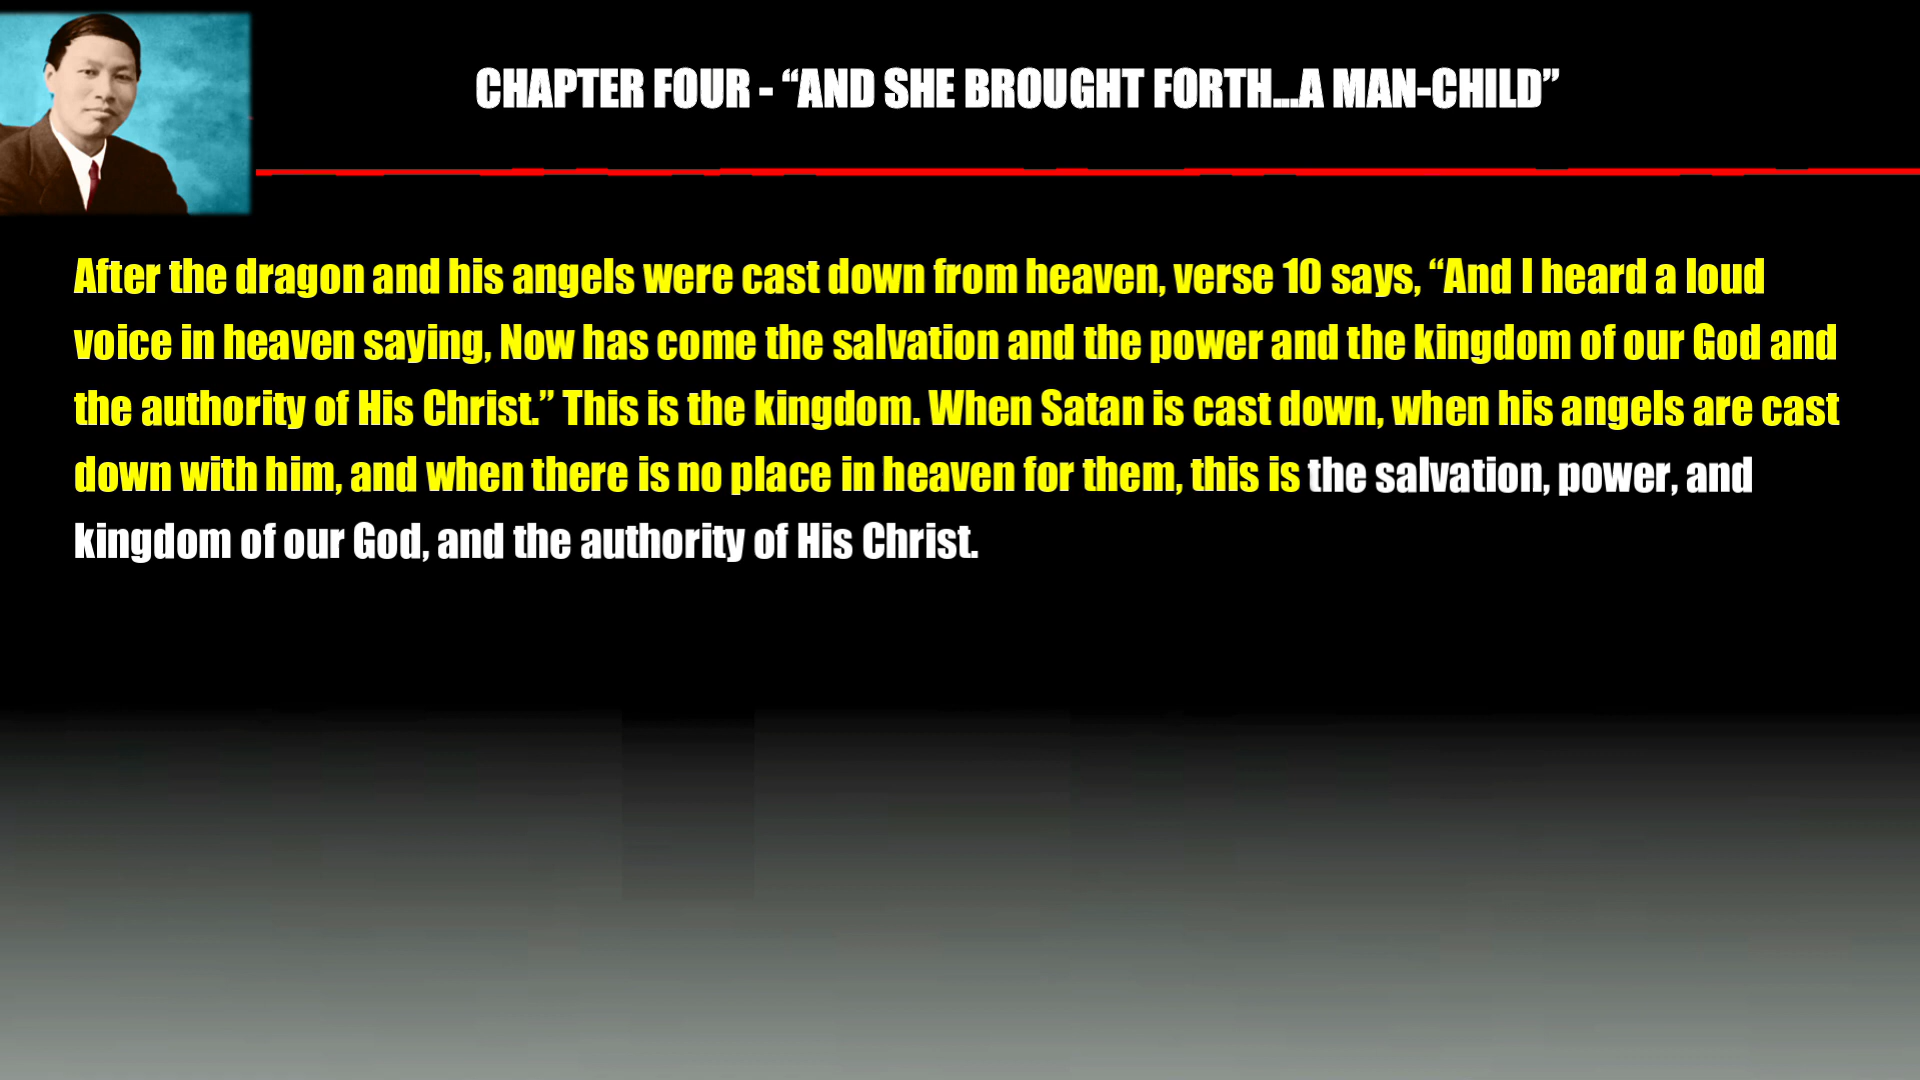 CHAPTER FOUR - “AND SHE BROUGHT FORTH...A MAN-CHILD”
After the dragon and his angels were cast down from heaven, verse 10 says, “And I heard a loud
voice in heaven saying, Now has come the salvation and the power and the kingdom of our God and
the authority of His Christ.” This is the kingdom. When Satan is cast down, when his angels are cast
down with him, and when there is no place in heaven for them, this is the salvation, power, and
kingdom of our God, and the authority of His Christ.